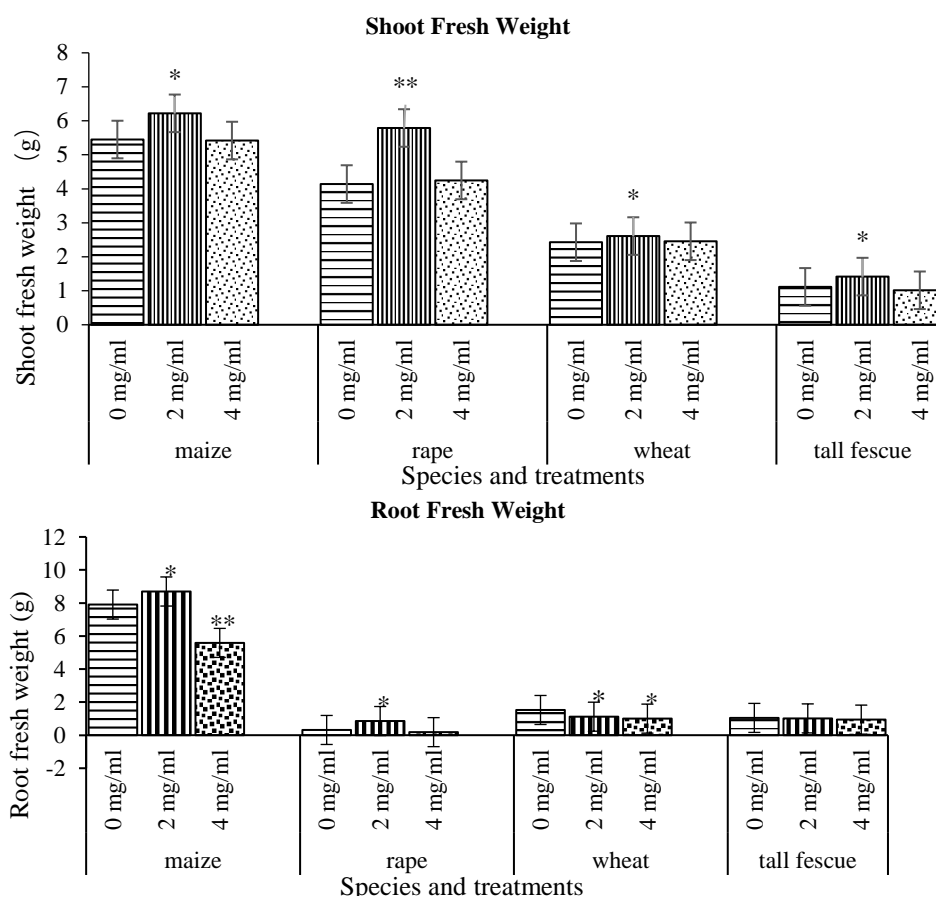 Shoot Fresh Weight
Shoot fresh weight (g)
8
7
6
5
4
3
2
1
0
*
**
*
*
0 mg/ml
2 mg/ml
4 mg/ml
0 mg/ml
2 mg/ml
4 mg/ml
0 mg/ml
2 mg/ml
4 mg/ml
0 mg/ml
2 mg/ml
4 mg/ml
maize rape wheat tall fescue
Species and treatments
Root Fresh Weight
Root fresh weight (g)
12
10
8
6
4
2
0
-2
*
**
*
*
*
0 mg/ml
2 mg/ml
4 mg/ml
0 mg/ml
2 mg/ml
4 mg/ml
0 mg/ml
2 mg/ml
4 mg/ml
0 mg/ml
2 mg/ml
4 mg/ml
maize rape wheat tall fescue
Species and treatments